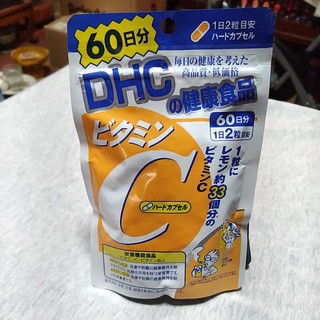 60日分
1日2粒目安
ハードカプセル
毎日の健康を考えた
高品質・低価格
DHCの健康食品
60日分
1日2粒目安
ビタミン
C
ハードカプセル
1粒に
レモン約33個分の
ビタミンC
栄養機能食品